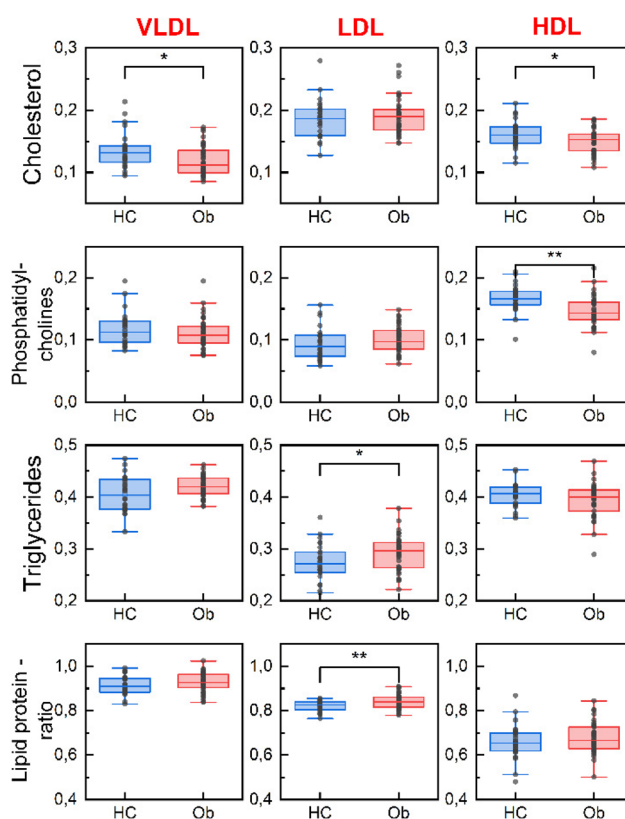 VLDL LDL HDL
Cholesterol
0,3 0,3 0,3
* *
0,2 0,2 0,2
0,1 0,1 0,1
HC Ob HC Ob HC Ob
Phosphatidyl-
cholines
0,2 0,2 0,2
**
0,1 0,1 0,1
0,0 0,0 0,0
HC Ob HC Ob HC Ob
Triglycerides
0,5 0,5 0,5
*
0,4 0,4 0,4
0,3 0,3 0,3
0,2 0,2 0,2
HC Ob HC Ob HC Ob
Lipid protein -
ratio
1,0 1,0 1,0
**
0,8 0,8 0,8
0,6 0,6 0,6
0,4 0,4 0,4
HC Ob HC Ob HC Ob